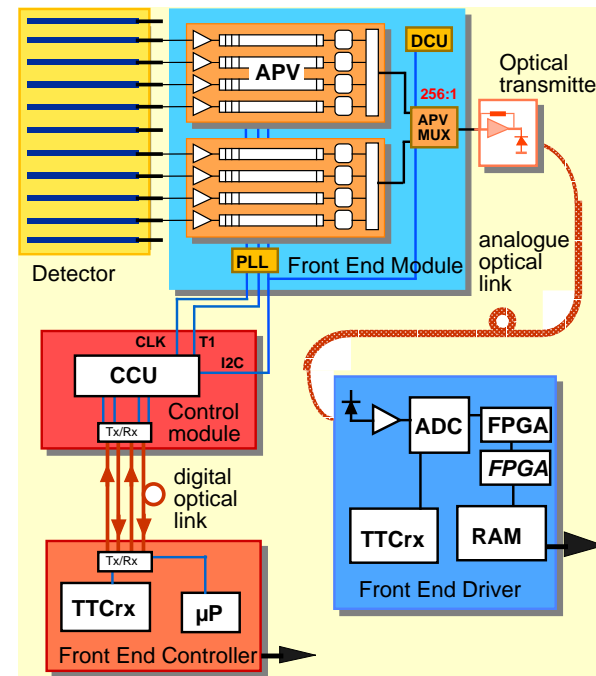 DCU
APV
256:1
APV
MUX
Optical
transmitte
PLL
Front End Module
Detector
analogue
optical
link
CLK
T1
I2C
CCU
Control
module
Tx/Rx
digital
optical
link
ADC
FPGA
FPGA
TTCrx
RAM
Front End Driver
Tx/Rx
TTCrx
µP
Front End Controller